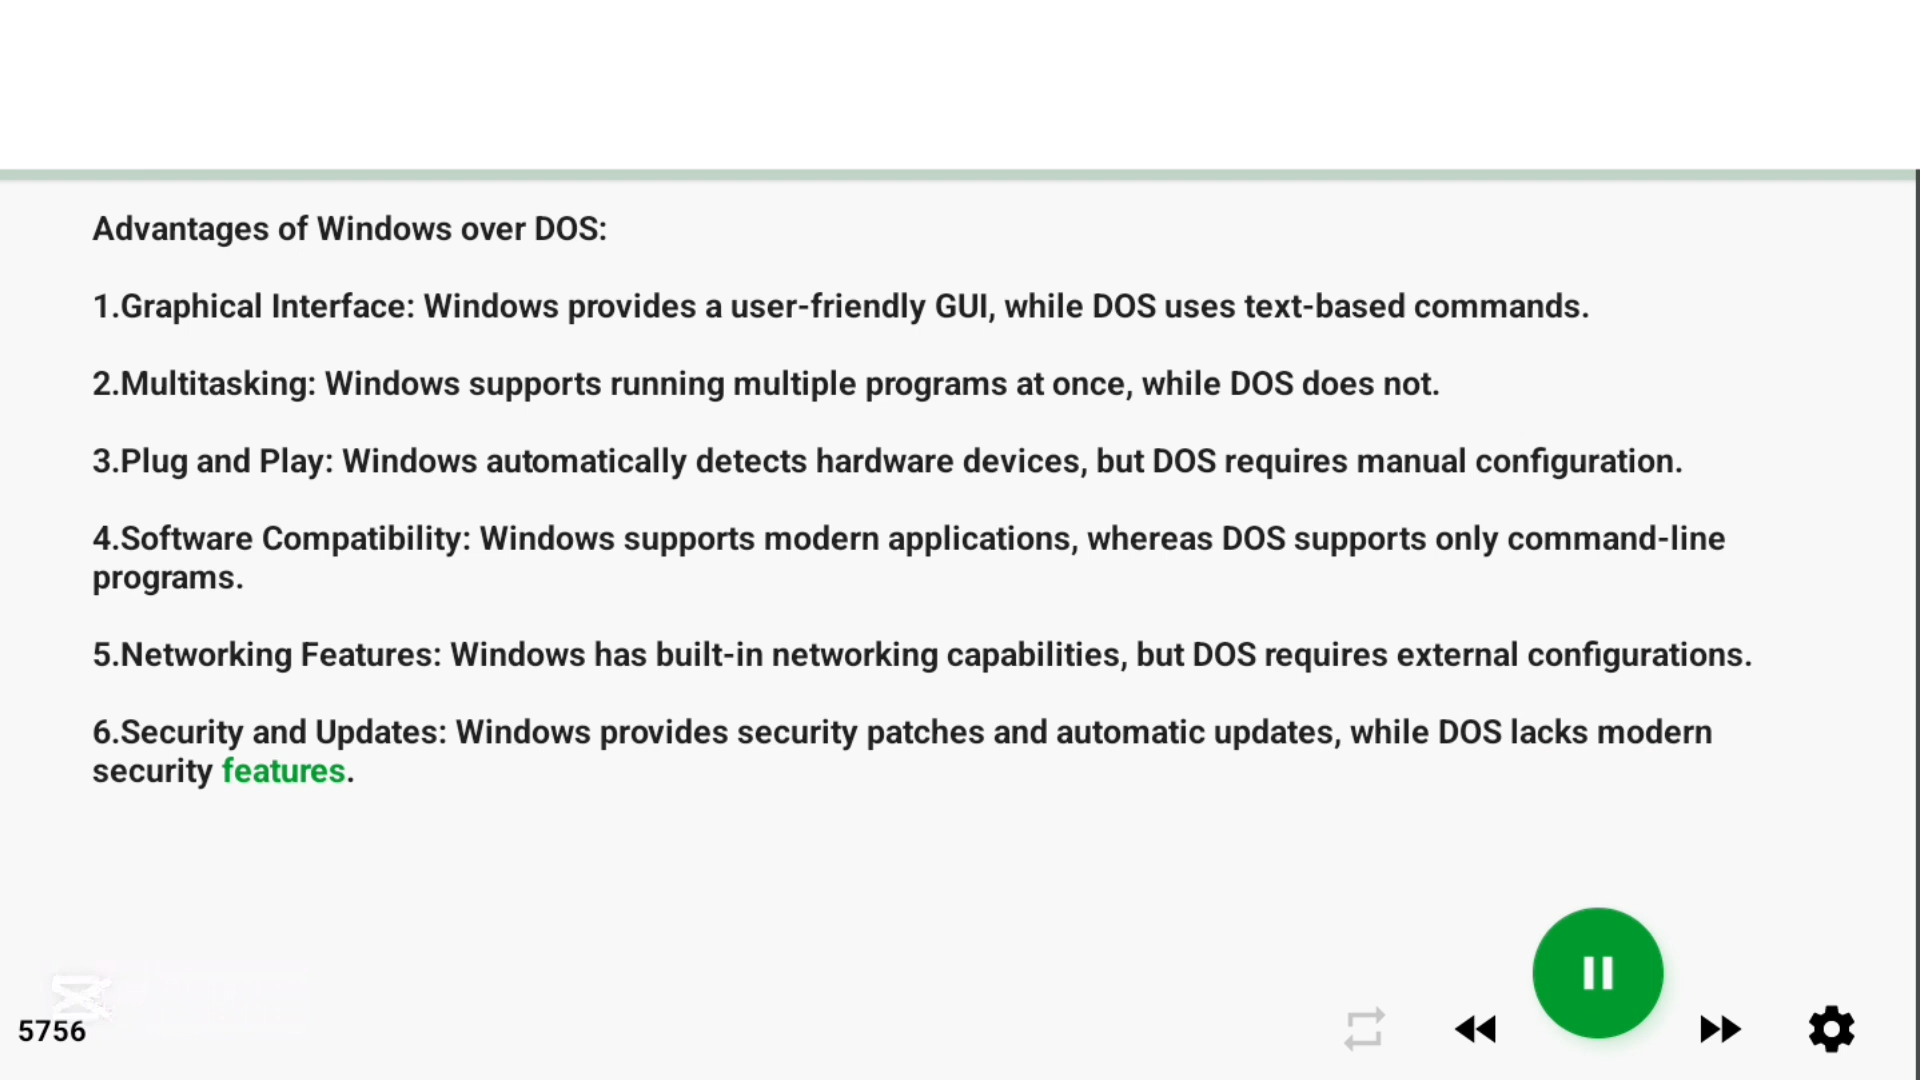 Advantages of Windows over DOS:
1.Graphical Interface: Windows provides a user-friendly GUI, while DOS uses text-based commands.
2.Multitasking: Windows supports running multiple programs at once, while DOS does not.
3.Plug and Play: Windows automatically detects hardware devices, but DOS requires manual configuration.
4.Software Compatibility: Windows supports modern applications, whereas DOS supports only command-line
programs.
5.Networking Features: Windows has built-in networking capabilities, but DOS requires external configurations.
6.Security and Updates: Windows provides security patches and automatic updates, while DOS lacks modern
security features.
5756